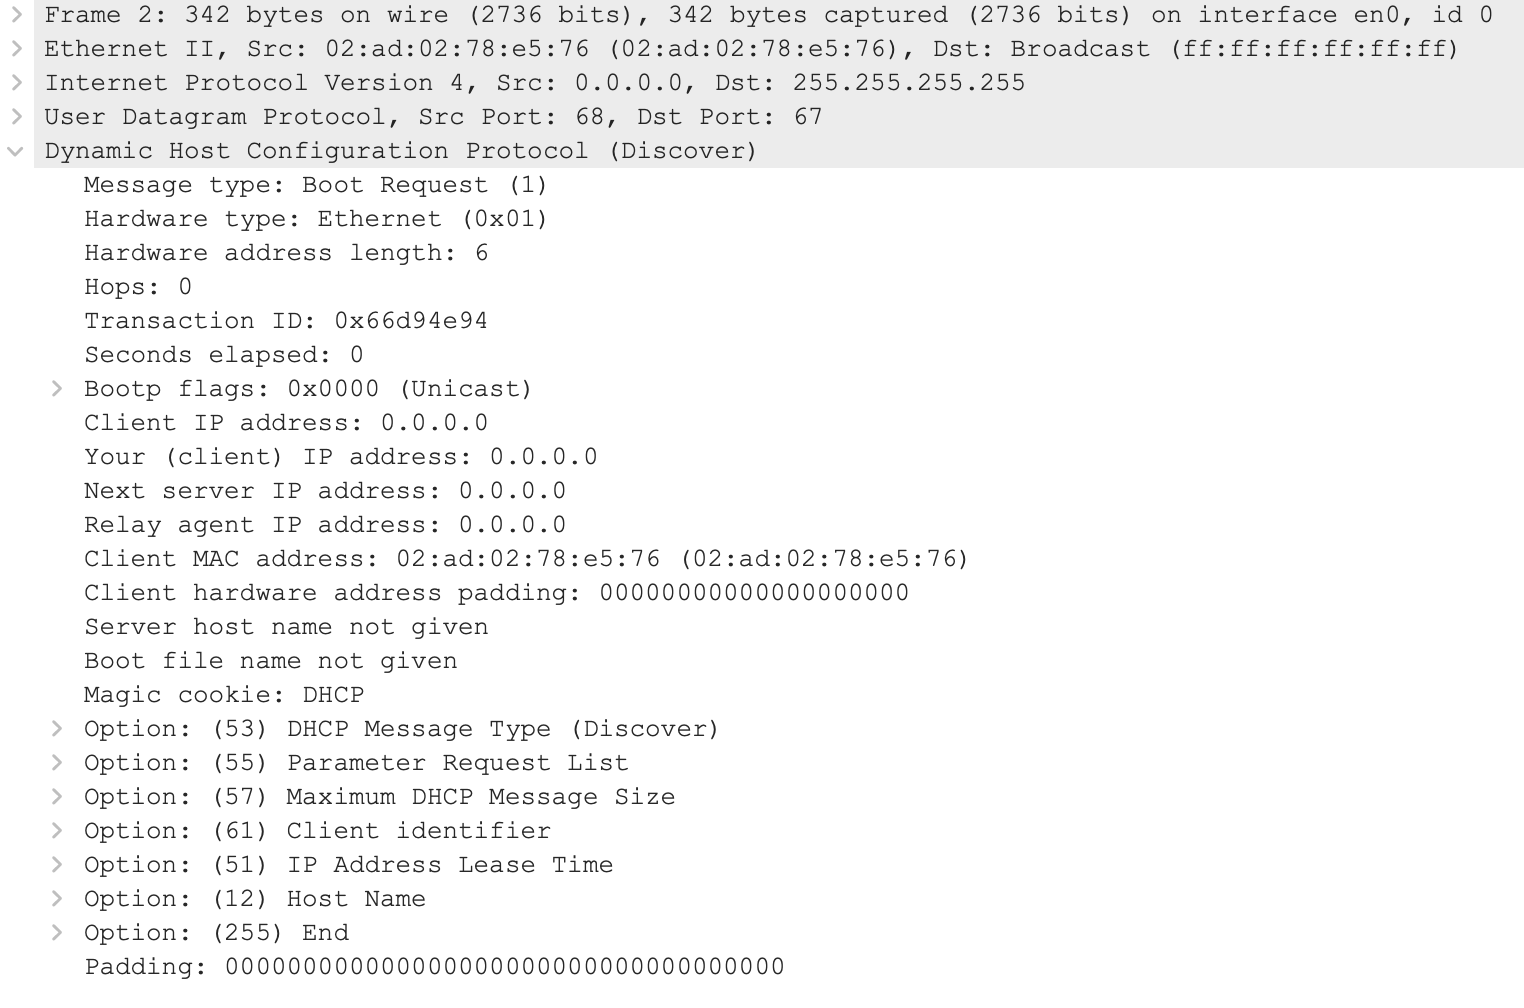 Frame 2: 342 bytes on wire (2736 bits), 342 bytes captured (2736 bits) on interface en0, id 0
Ethernet II, Src: 02:ad:02:78:e5:76 (02:ad:02:78:e5:76), Dst: Broadcast (ff:ff:ff:ff:ff:ff)
Internet Protocol Version 4, Src: 0.0.0.0, Dst: 255.255.255.255
User Datagram Protocol, Src Port: 68, Dst Port: 67
Dynamic Host Configuration Protocol (Discover)
Message type: Boot Request (1)
Hardware type: Ethernet (0x01)
Hardware address length: 6
Hops: 0
Transaction ID: 0x66d94e94
Seconds elapsed: 0
Bootp flags: 0x0000 (Unicast)
Client IP address: 0.0.0.0
Your (client) IP address: 0.0.0.0
Next server IP address: 0.0.0.0
Relay agent IP address: 0.0.0.0
Client MAC address: 02:ad:02:78:e5:76 (02:ad:02:78:e5:76)
Client hardware address padding: 00000000000000000000
Server host name not given
Boot file name not given
Magic cookie: DHCP
Option: (53) DHCP Message Type (Discover)
Option: (55) Parameter Request List
Option: (57) Maximum DHCP Message Size
Option: (61) Client identifier
Option: (51) IP Address Lease Time
Option: (12) Host Name
Option: (255) End
Padding: 000000000000000000000000000000000000